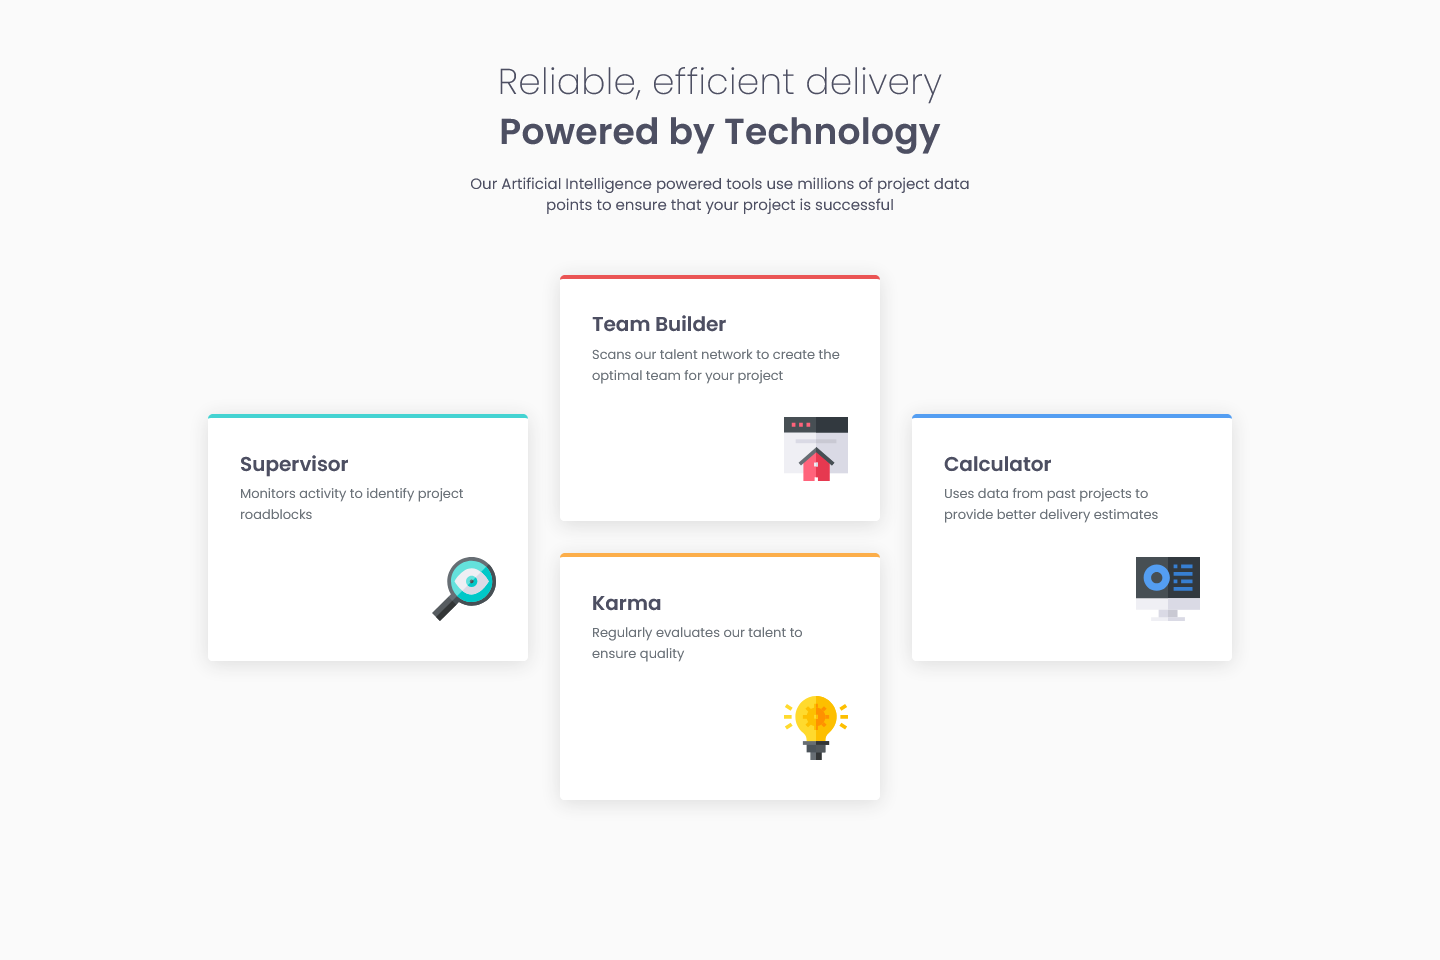 Reliable, efficient delivery
Powered by Technology
Our Artificial Intelligence powered tools use millions of project data
points to ensure that your project is successful
Team Builder
Scans our talent network to create the
optimal team for your project
Supervisor
Monitors activity to identify project
roadblocks
Calculator
Uses data from past projects to
provide better delivery estimates
Karma
Regularly evaluates our talent to
ensure quality